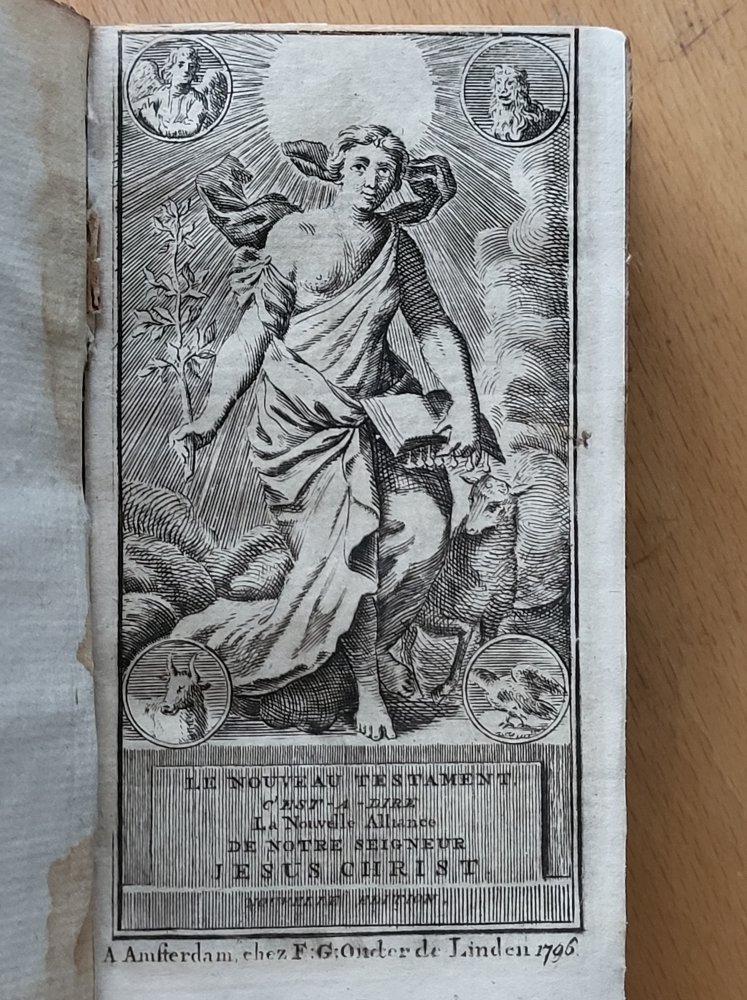 LE NOUVEAU TESTAMENT.
C'EST-A-DIRE
La Nouvelle Alliance
DE NOTRE SEIGNEUR
JESUS CHRIST.
NOUVELLE EDITION.
A Amſterdam, chez F:G:Onder de Linden 1796.